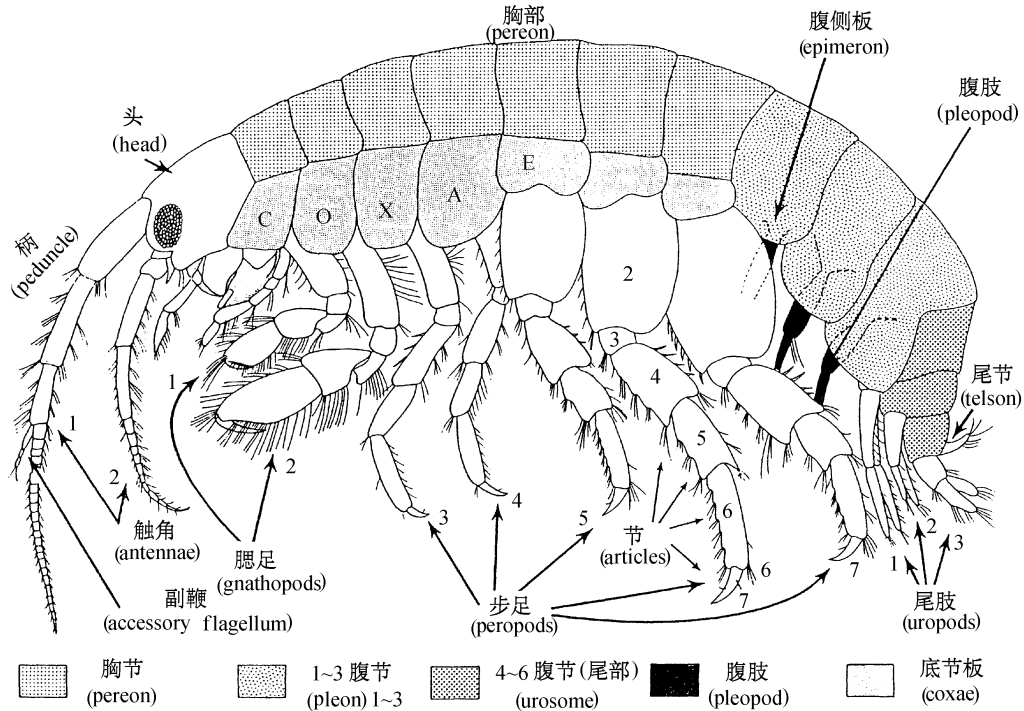 胸部
(pereon)
腹侧板
(epimeron)
腹肢
(pleopod)
头
(head)
柄
(peduncle)
C O X A E
2
3
4
5
6
7
1
2
1
2
3
4
5
6
7
1
2
3
尾节
(telson)
触角
(antennae)
腮足
(gnathopods)
副鞭
(accessory flagellum)
节
(articles)
步足
(peropods)
尾肢
(uropods)
胸节
(pereon)
1~3 腹节
(pleon) 1~3
4~6 腹节(尾部)
(urosome)
腹肢
(pleopod)
底节板
(coxae)